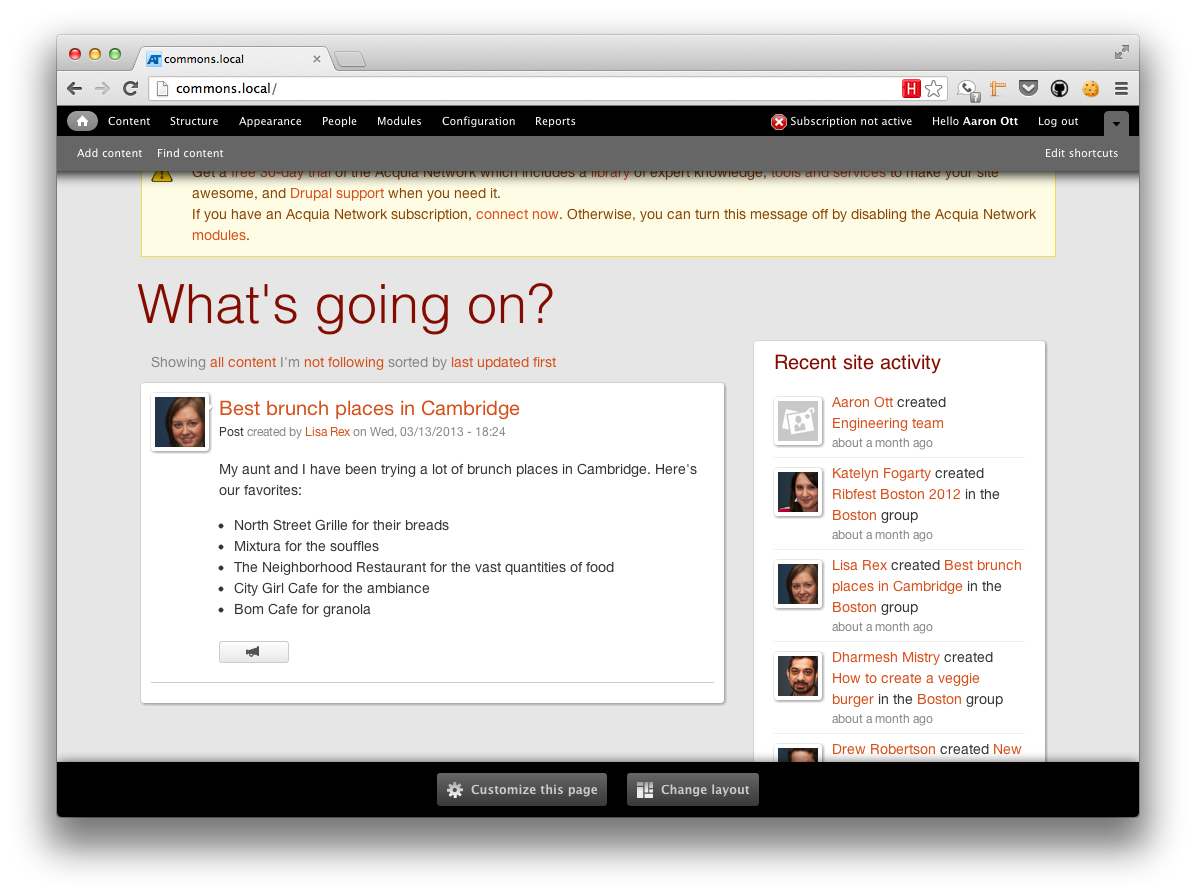 commons.local
commons.local/
Content Structure Appearance People Modules Configuration Reports
Subscription not active Hello Aaron Ott Log out
Add content Find content
Edit shortcuts
Get a free 30-day trial of the Acquia Network which includes a library of expert knowledge, tools and services to make your site
awesome, and Drupal support when you need it.
If you have an Acquia Network subscription, connect now. Otherwise, you can turn this message off by disabling the Acquia Network
modules.
What's going on?
Showing all content I'm not following sorted by last updated first
Best brunch places in Cambridge
Post created by Lisa Rex on Wed, 03/13/2013 - 18:24
My aunt and I have been trying a lot of brunch places in Cambridge. Here's
our favorites:
North Street Grille for their breads
Mixtura for the souffles
The Neighborhood Restaurant for the vast quantities of food
City Girl Cafe for the ambiance
Bom Cafe for granola
Recent site activity
Aaron Ott created
Engineering team
about a month ago
Katelyn Fogarty created
Ribfest Boston 2012 in the
Boston group
about a month ago
Lisa Rex created Best brunch
places in Cambridge in the
Boston group
about a month ago
Dharmesh Mistry created
How to create a veggie
burger in the Boston group
about a month ago
Drew Robertson created New
Customize this page
Change layout